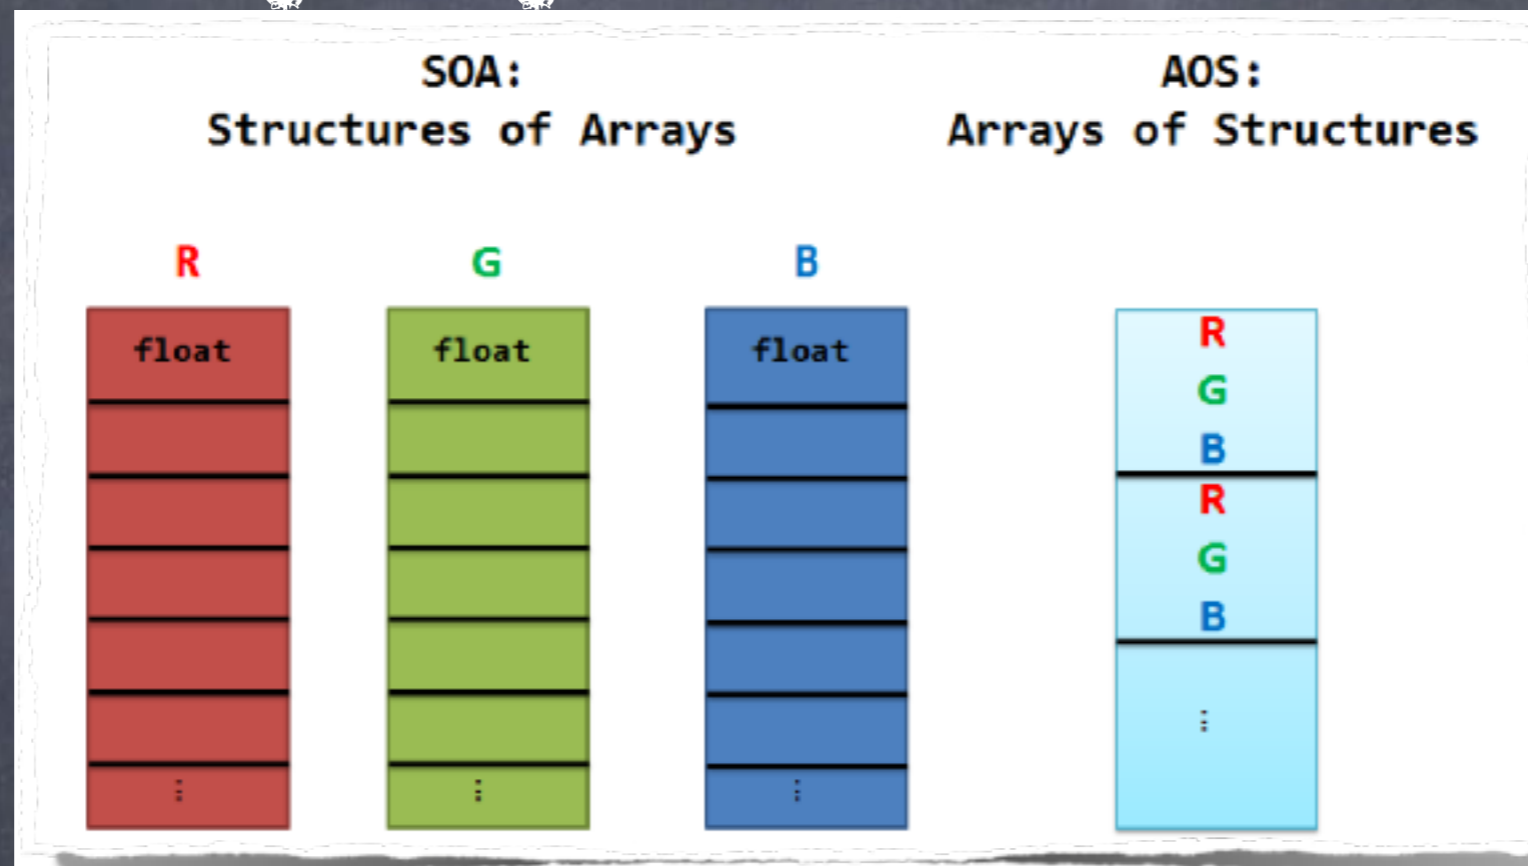 SOA:
Structures of Arrays
AOS:
Arrays of Structures
R
G
B
float
float
float
⋮
⋮
⋮
R
G
B
R
G
B
⋮